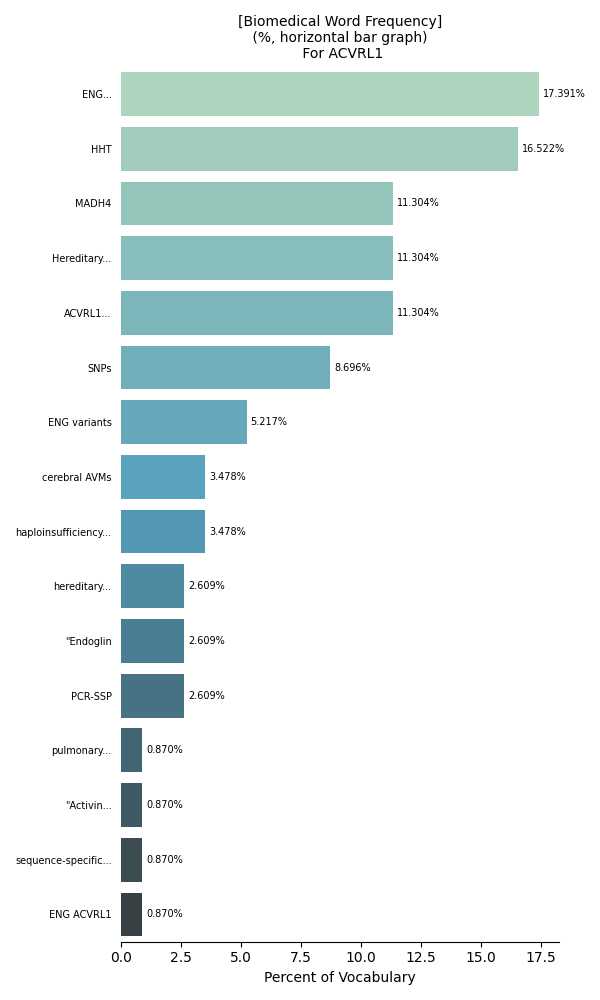 [Biomedical Word Frequency]
(%, horizontal bar graph)
For ACVRL1
ENG... 17.391%
HHT 16.522%
MADH4 11.304%
Hereditary... 11.304%
ACVRL1... 11.304%
SNPs 8.696%
ENG variants 5.217%
cerebral AVMs 3.478%
haploinsufficiency... 3.478%
hereditary... 2.609%
"Endoglin 2.609%
PCR-SSP 2.609%
pulmonary... 0.870%
"Activin... 0.870%
sequence-specific... 0.870%
ENG ACVRL1 0.870%
0.0 2.5 5.0 7.5 10.0 12.5 15.0 17.5
Percent of Vocabulary